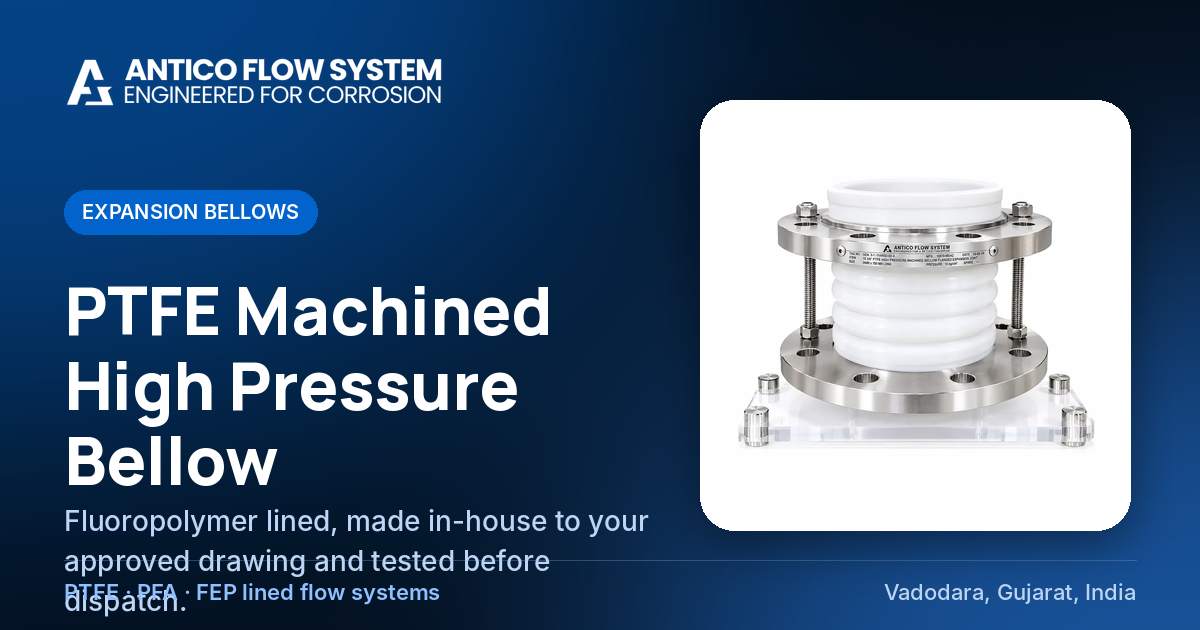 ANTICO FLOW SYSTEM
ENGINEERED FOR CORROSION
EXPANSION BELLOWS
PTFE Machined
High Pressure
Bellow
Fluoropolymer lined, made in-house to your
approved drawing and tested before
dispatch.
PTFE · PFA · FEP lined flow systems
Vadodara, Gujarat, India
ANTICO FLOW SYSTEM